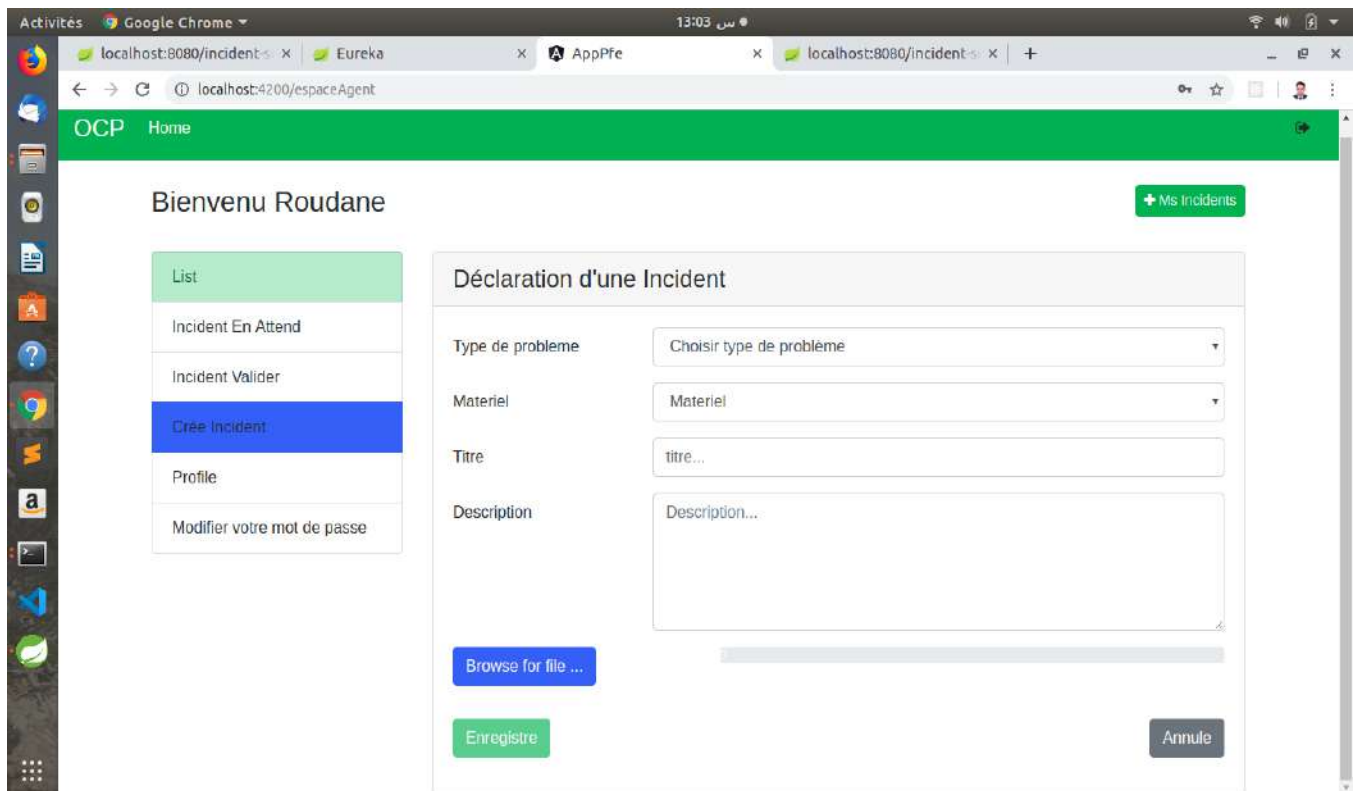 Activités Google Chrome 13:03 س
localhost:8080/incident-s Eureka AppPfe localhost:8080/incident-s
localhost:4200/espaceAgent
OCP Home
Bienvenu Roudane
Ms Incidents
List
Incident En Attend
Incident Valider
Crée Incident
Profile
Modifier votre mot de passe
Déclaration d'une Incident
Type de probleme
Choisir type de problème
Materiel
Materiel
Titre
titre...
Description
Description...
Browse for file ...
Enregistre
Annule